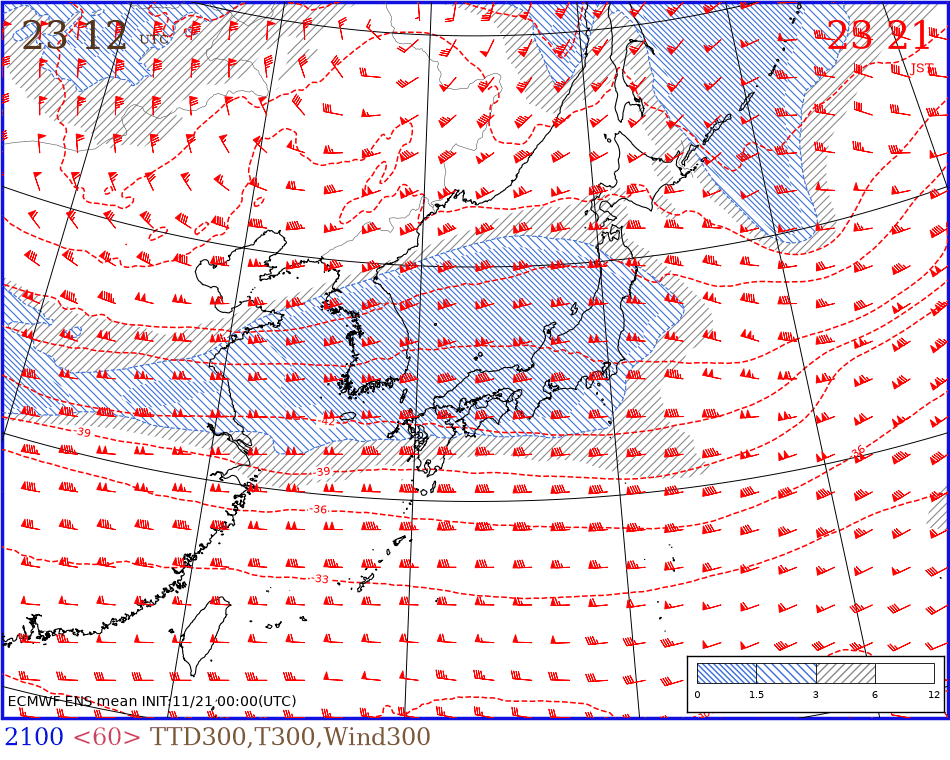 23 12 UTC
23 21 JST
-39
-42
-39
-36
-36
-33
-30
0 1.5 3 6 12
ECMWF ENS mean INIT:11/21 00:00(UTC)
2100 <60> TTD300,T300,Wind300